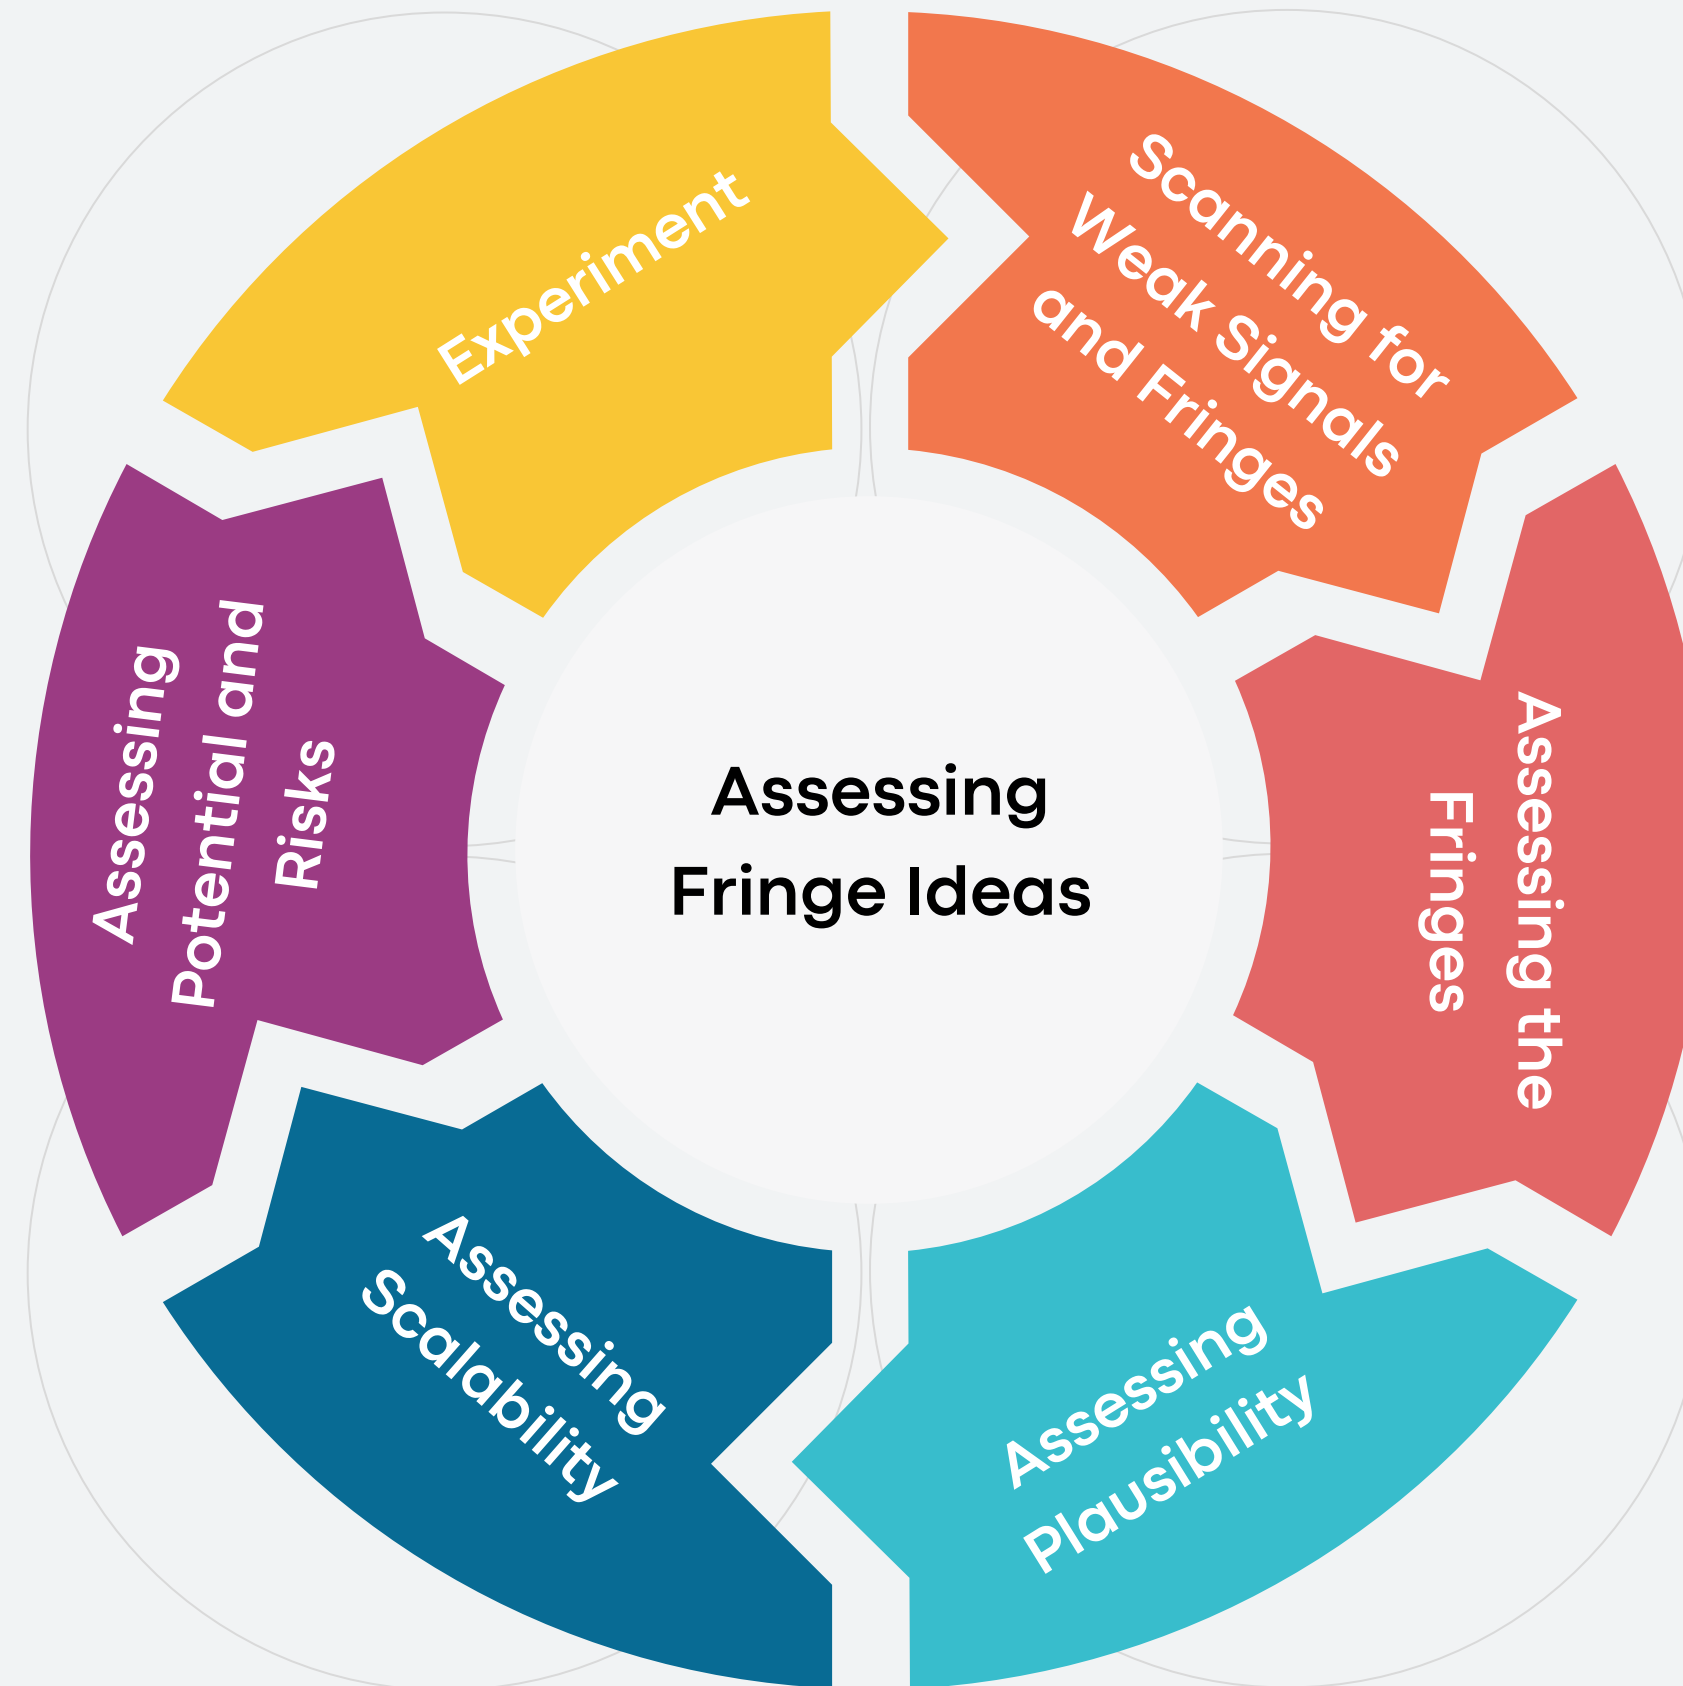 Experiment
Scanning for
Weak Signals
and Fringes
Assessing the
Fringes
Assessing
Plausibility
Assessing
Scalability
Assessing
Potential and
Risks
Assessing
Fringe Ideas